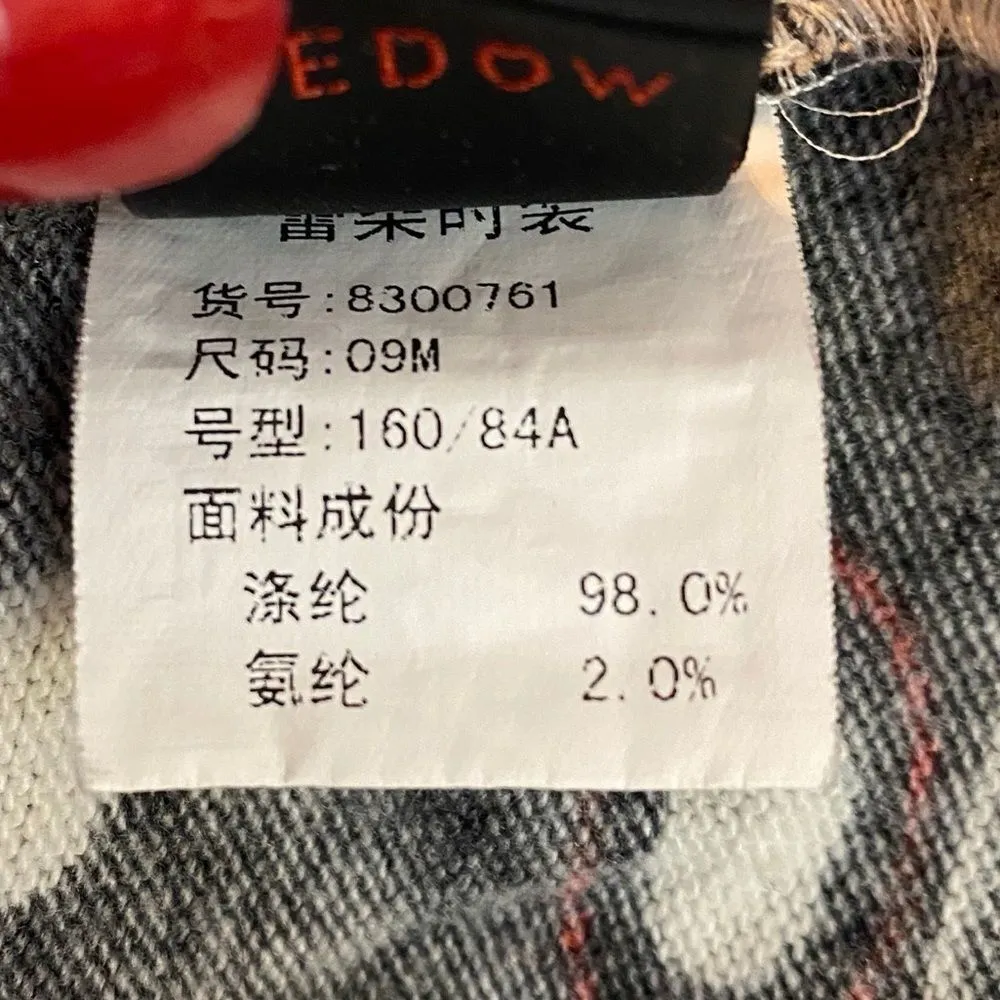 EDOW
货号:8300761
尺码:09M
号型:160/84A
面料成份
涤纶 98.0%
氨纶 2.0%